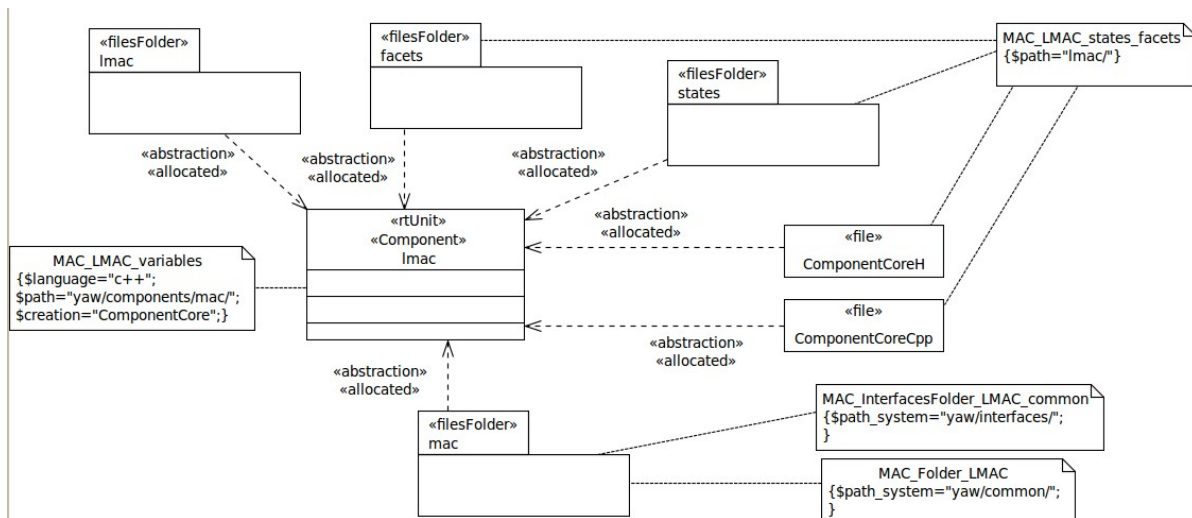 «filesFolder»
lmac
«filesFolder»
facets
MAC_LMAC_states_facets
{$path="lmac/"}
«filesFolder»
states
«abstraction»
«allocated»
«abstraction»
«allocated»
«abstraction»
«allocated»
«rtUnit»
«Component»
lmac
«abstraction»
«allocated»
«file»
ComponentCoreH
MAC_LMAC_variables
{$language="c++";
$path="yaw/components/mac/";
$creation="ComponentCore";}
«file»
ComponentCoreCpp
«abstraction»
«allocated»
«abstraction»
«allocated»
«filesFolder»
mac
MAC_InterfacesFolder_LMAC_common
{$path_system="yaw/interfaces/";
}
MAC_Folder_LMAC
{$path_system="yaw/common/";
}